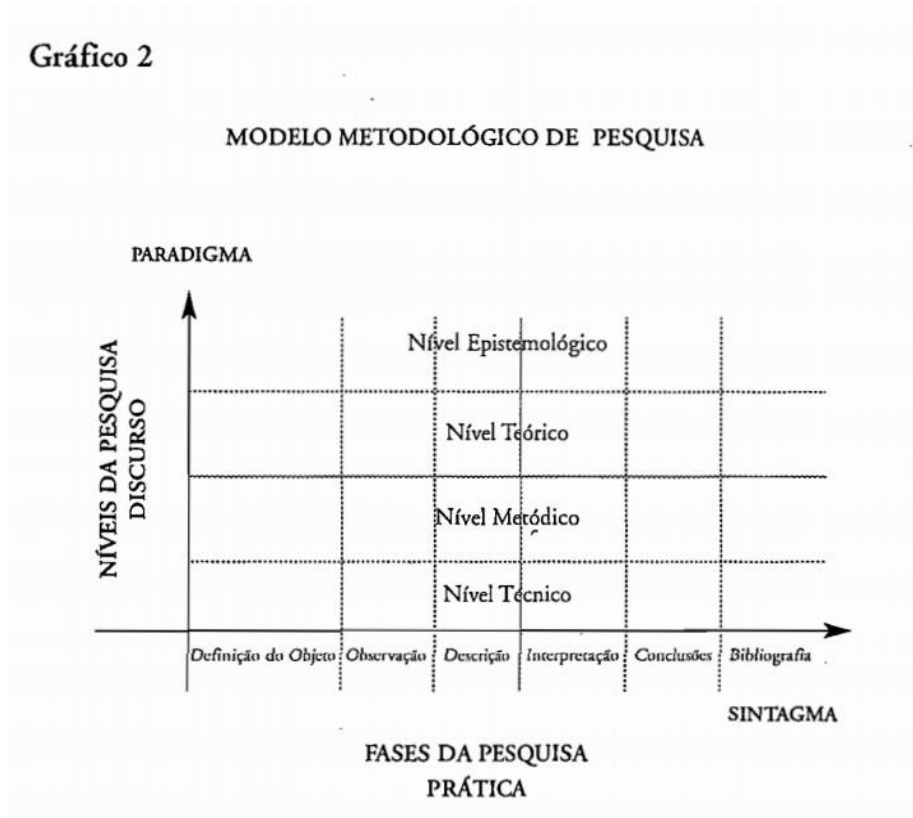 Gráfico 2
MODELO METODOLÓGICO DE PESQUISA
PARADIGMA
NÍVEIS DA PESQUISA
DISCURSO
Nível Epistemológico
Nível Teórico
Nível Metódico
Nível Técnico
Definição do Objeto Observação Descrição Interpretação Conclusões Bibliografia
SINTAGMA
FASES DA PESQUISA
PRÁTICA